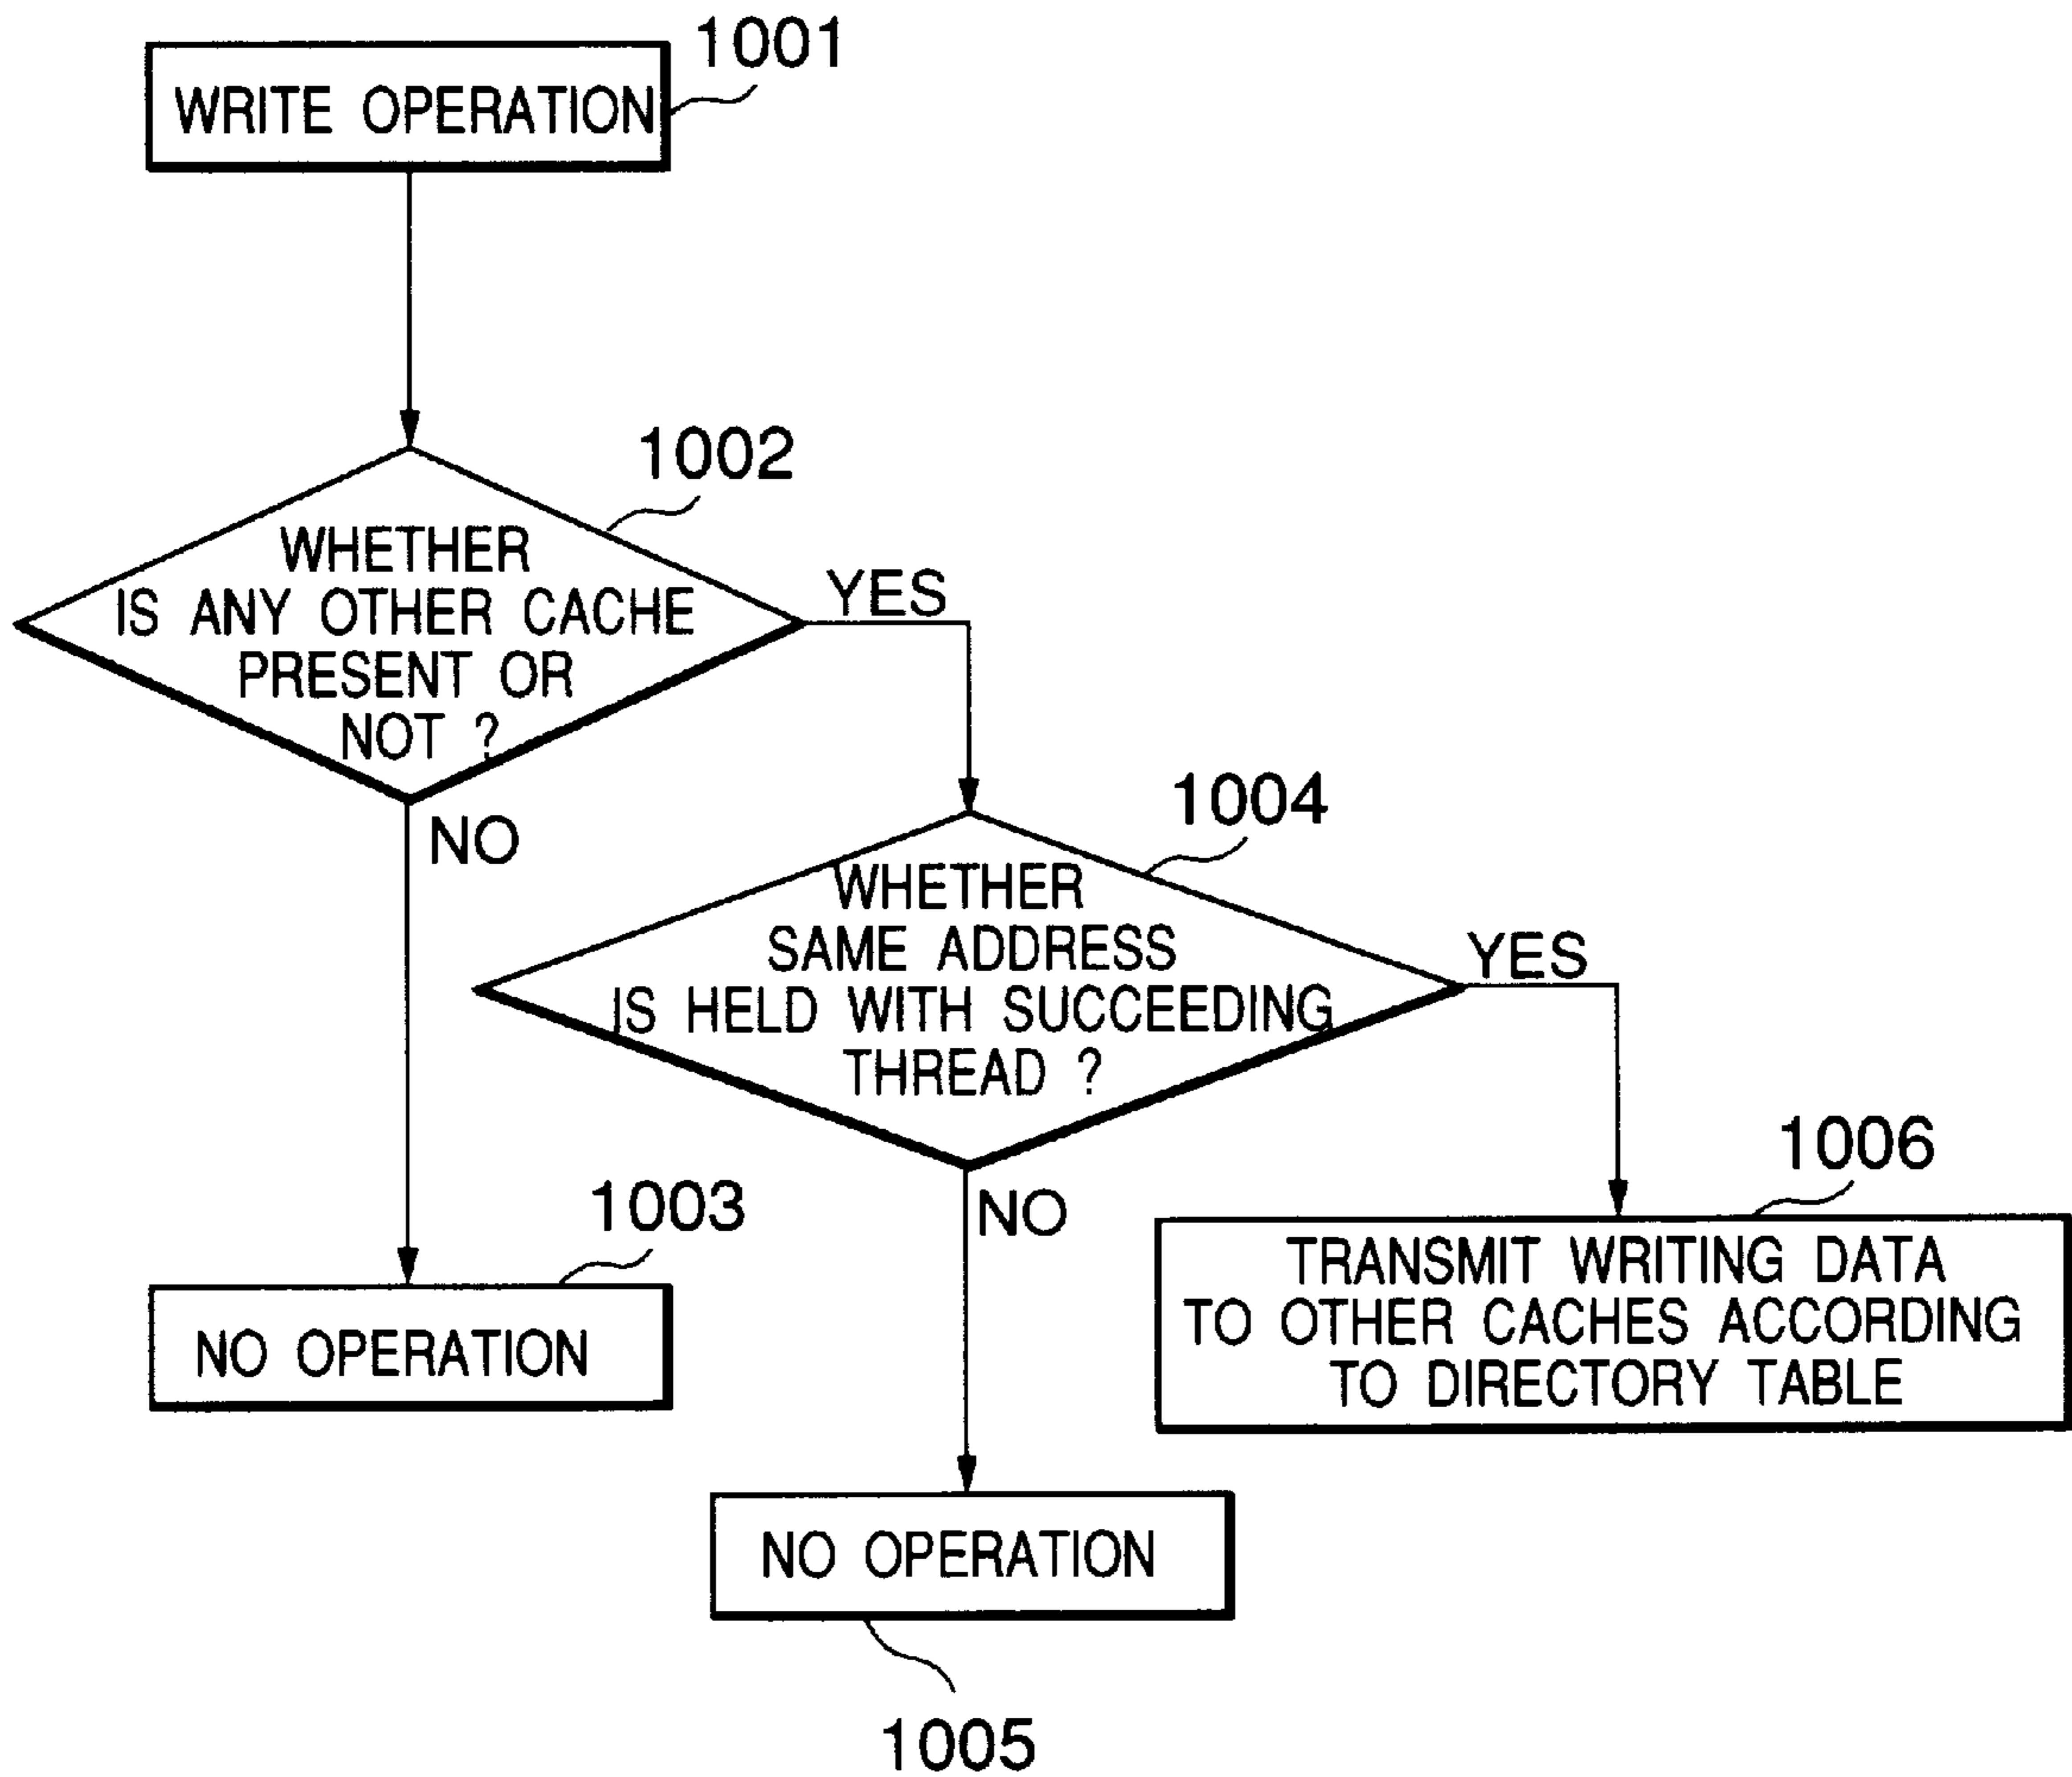 1001
WRITE OPERATION
1002
WHETHER
IS ANY OTHER CACHE
PRESENT OR
NOT ?
YES
NO
1004
WHETHER
SAME ADDRESS
IS HELD WITH SUCCEEDING
THREAD ?
YES
NO
1003
NO OPERATION
1006
TRANSMIT WRITING DATA
TO OTHER CACHES ACCORDING
TO DIRECTORY TABLE
NO OPERATION
1005